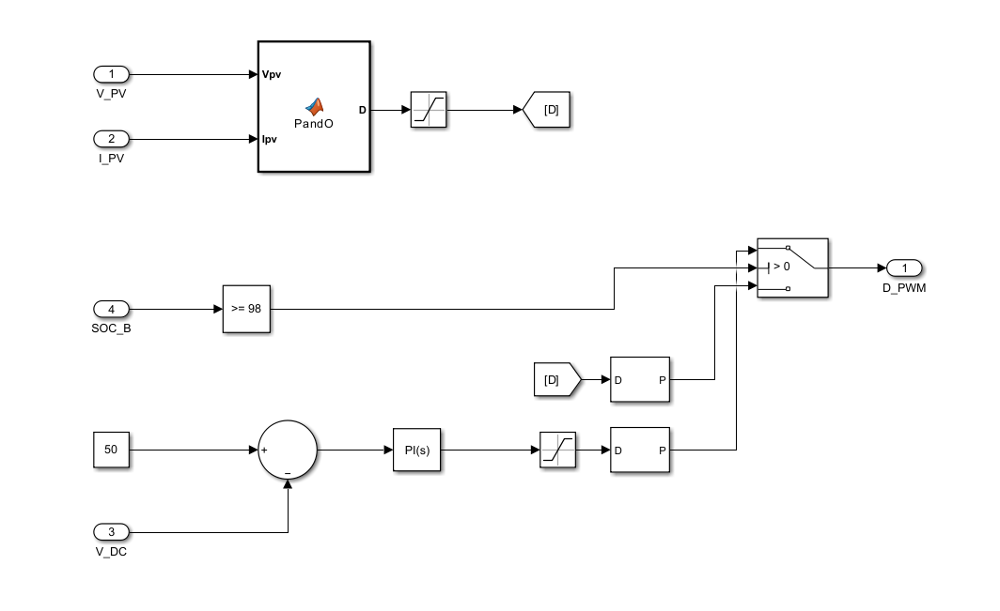 1
V_PV
2
I_PV
Vpv
Ipv
PandO
D
[D]
4
SOC_B
>= 98
> 0
1
D_PWM
[D]
D
P
50
+
−
PI(s)
D
P
3
V_DC